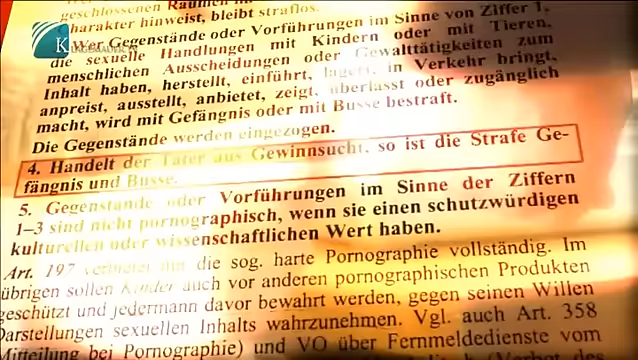 geschlossenen Räumen
Charakter hinweist, bleibt straflos.
Wer Gegenstände oder Vorführungen im Sinne von Ziffer 1,
die sexuelle Handlungen mit Kindern oder mit Tieren,
menschlichen Ausscheidungen oder Gewalttätigkeiten zum
Inhalt haben, herstellt, einführt, lagert, in Verkehr bringt,
anpreist, ausstellt, anbietet, zeigt, überlässt oder zugänglich
macht, wird mit Gefängnis oder mit Busse bestraft.
Die Gegenstände werden eingezogen.
4. Handelt der Täter aus Gewinnsucht, so ist die Strafe Ge-
fängnis und Busse.
5. Gegenstände oder Vorführungen im Sinne der Ziffern
1–3 sind nicht pornographisch, wenn sie einen schutzwürdigen
kulturellen oder wissenschaftlichen Wert haben.
Art. 197 verbietet die sog. harte Pornographie vollständig. Im
übrigen sollen Kinder auch vor anderen pornographischen Produkten
geschützt und jedermann davor bewahrt werden, gegen seinen Willen
Darstellungen sexuellen Inhalts wahrzunehmen. Vgl. auch Art. 358
(Mitteilung bei Pornographie) und VO über Fernmeldedienste vom